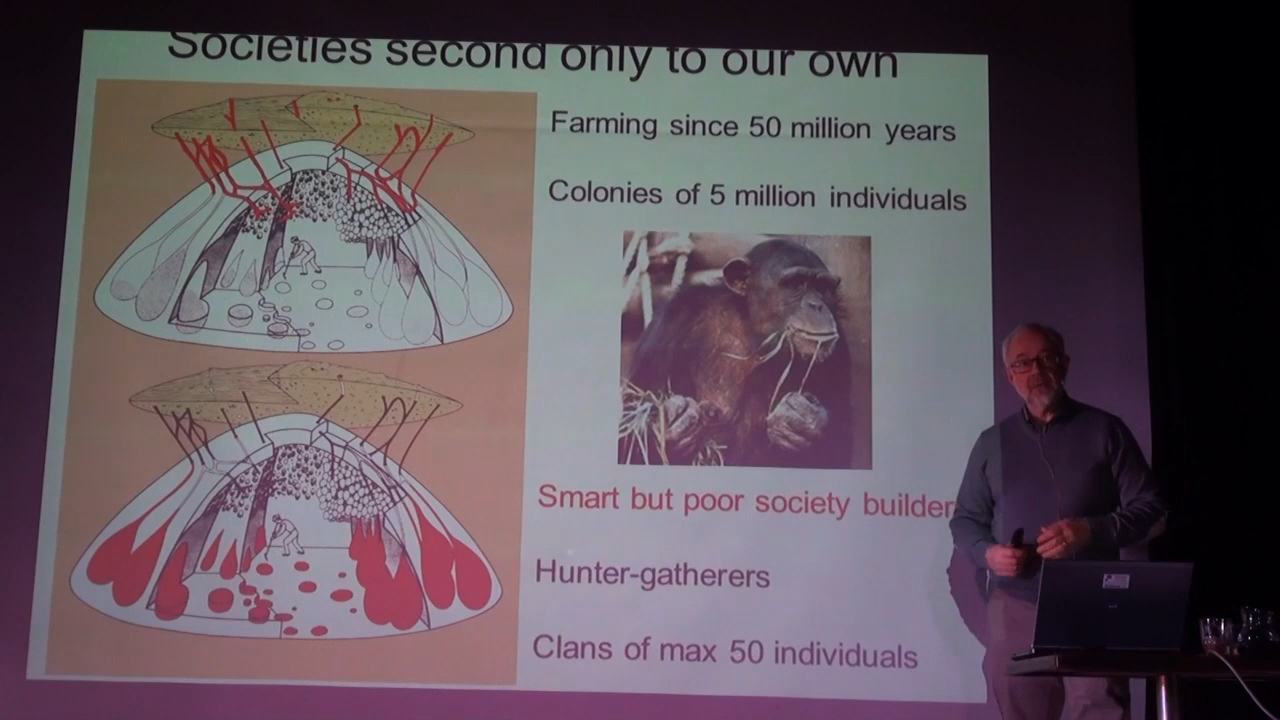 Societies second only to our own
Farming since 50 million years
Colonies of 5 million individuals
Smart but poor society builder
Hunter-gatherers
Clans of max 50 individuals